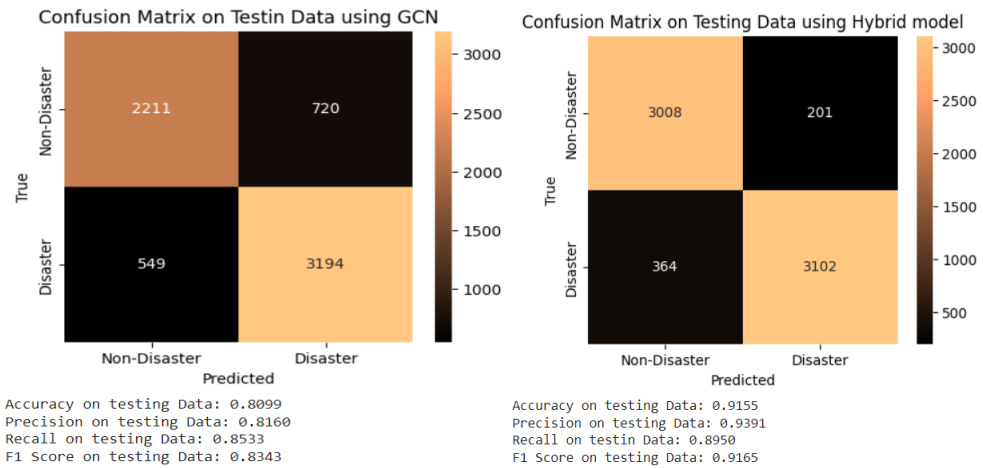 Confusion Matrix on Testin Data using GCN
Non-Disaster
Disaster
True
2211
720
549
3194
3000
2500
2000
1500
1000
Non-Disaster
Disaster
Predicted
Accuracy on testing Data: 0.8099
Precision on testing Data: 0.8160
Recall on testing Data: 0.8533
F1 Score on testing Data: 0.8343
Confusion Matrix on Testing Data using Hybrid model
Non-Disaster
Disaster
True
3008
201
364
3102
3000
2500
2000
1500
1000
500
Non-Disaster
Disaster
Predicted
Accuracy on testing Data: 0.9155
Precision on testing Data: 0.9391
Recall on testin Data: 0.8950
F1 Score on testing Data: 0.9165